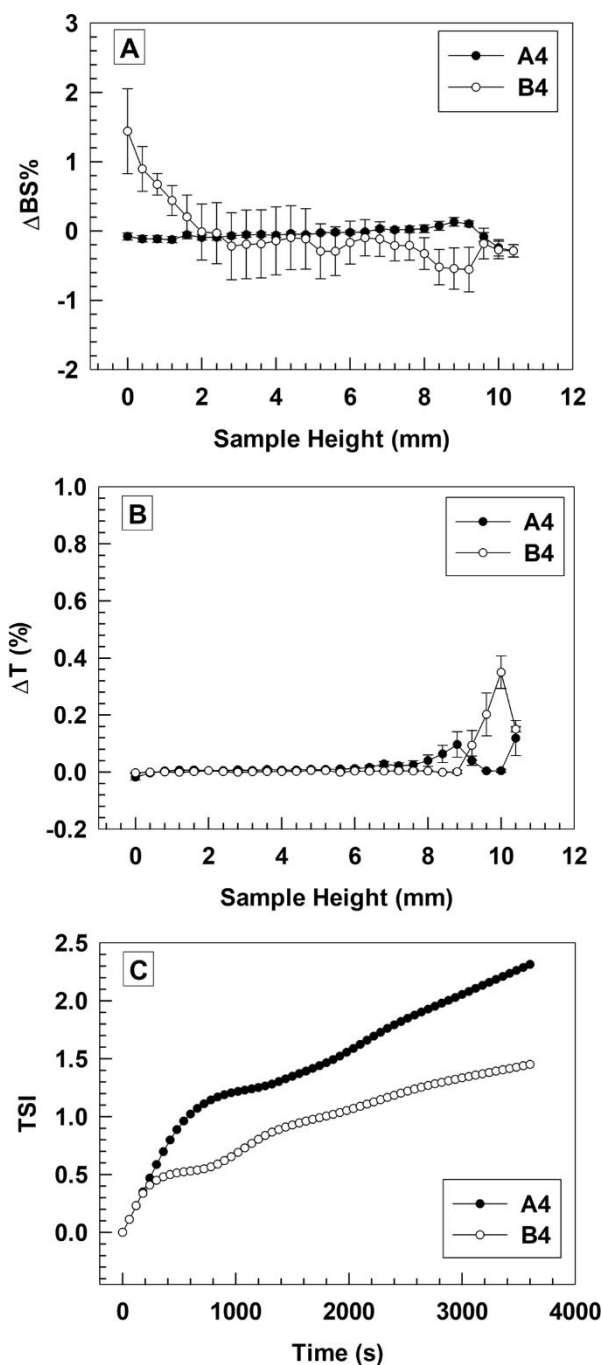 A
A4
B4
3
2
1
0
-1
-2
ΔBS%
0 2 4 6 8 10 12
Sample Height (mm)
B
A4
B4
1.0
0.8
0.6
0.4
0.2
0.0
-0.2
ΔT (%)
0 2 4 6 8 10 12
Sample Height (mm)
C
2.5
2.0
1.5
1.0
0.5
0.0
TSI
A4
B4
0 1000 2000 3000 4000
Time (s)